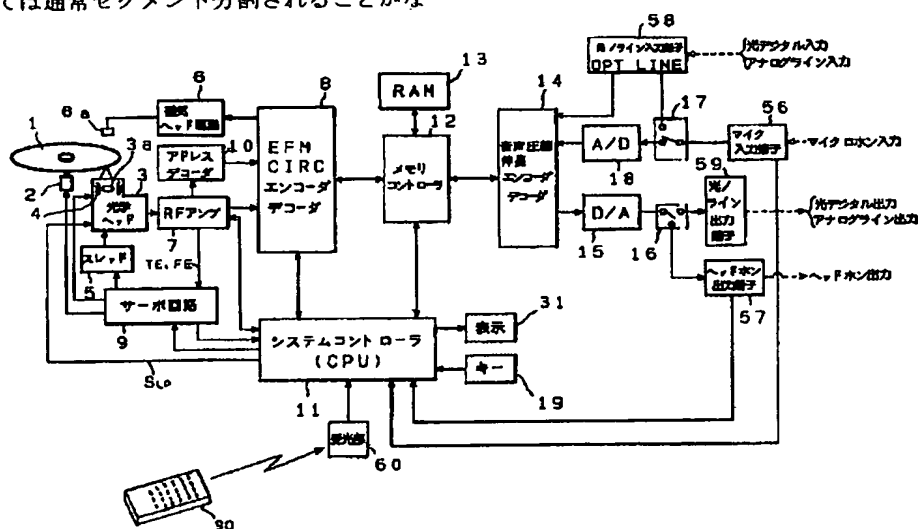 ては通常セグメント分割されることがな
58
光/ライン入力端子
OPT LINE
光デジタル入力
アナログライン入力
13
RAM
6
磁気
ヘッド駆動
6a
8
EFM
CIRC
エンコーダ
デコーダ
12
メモリ
コントローラ
14
音声圧縮
伸長
エンコーダ
デコーダ
17
56
マイク
入力端子
マイクロホン入力
1
10
アドレス
デコーダ
A/D
18
59
光/
ライン
出力
端子
光デジタル出力
アナログライン出力
3a
2
4
3
光学
ヘッド
RFアンプ
7
D/A
15
16
スレッド
5
TE,FE
ヘッドホン
出力端子
57
ヘッドホン出力
サーボ回路
9
システムコントローラ
(CPU)
11
表示
31
キー
19
SLD
受光部
60
90